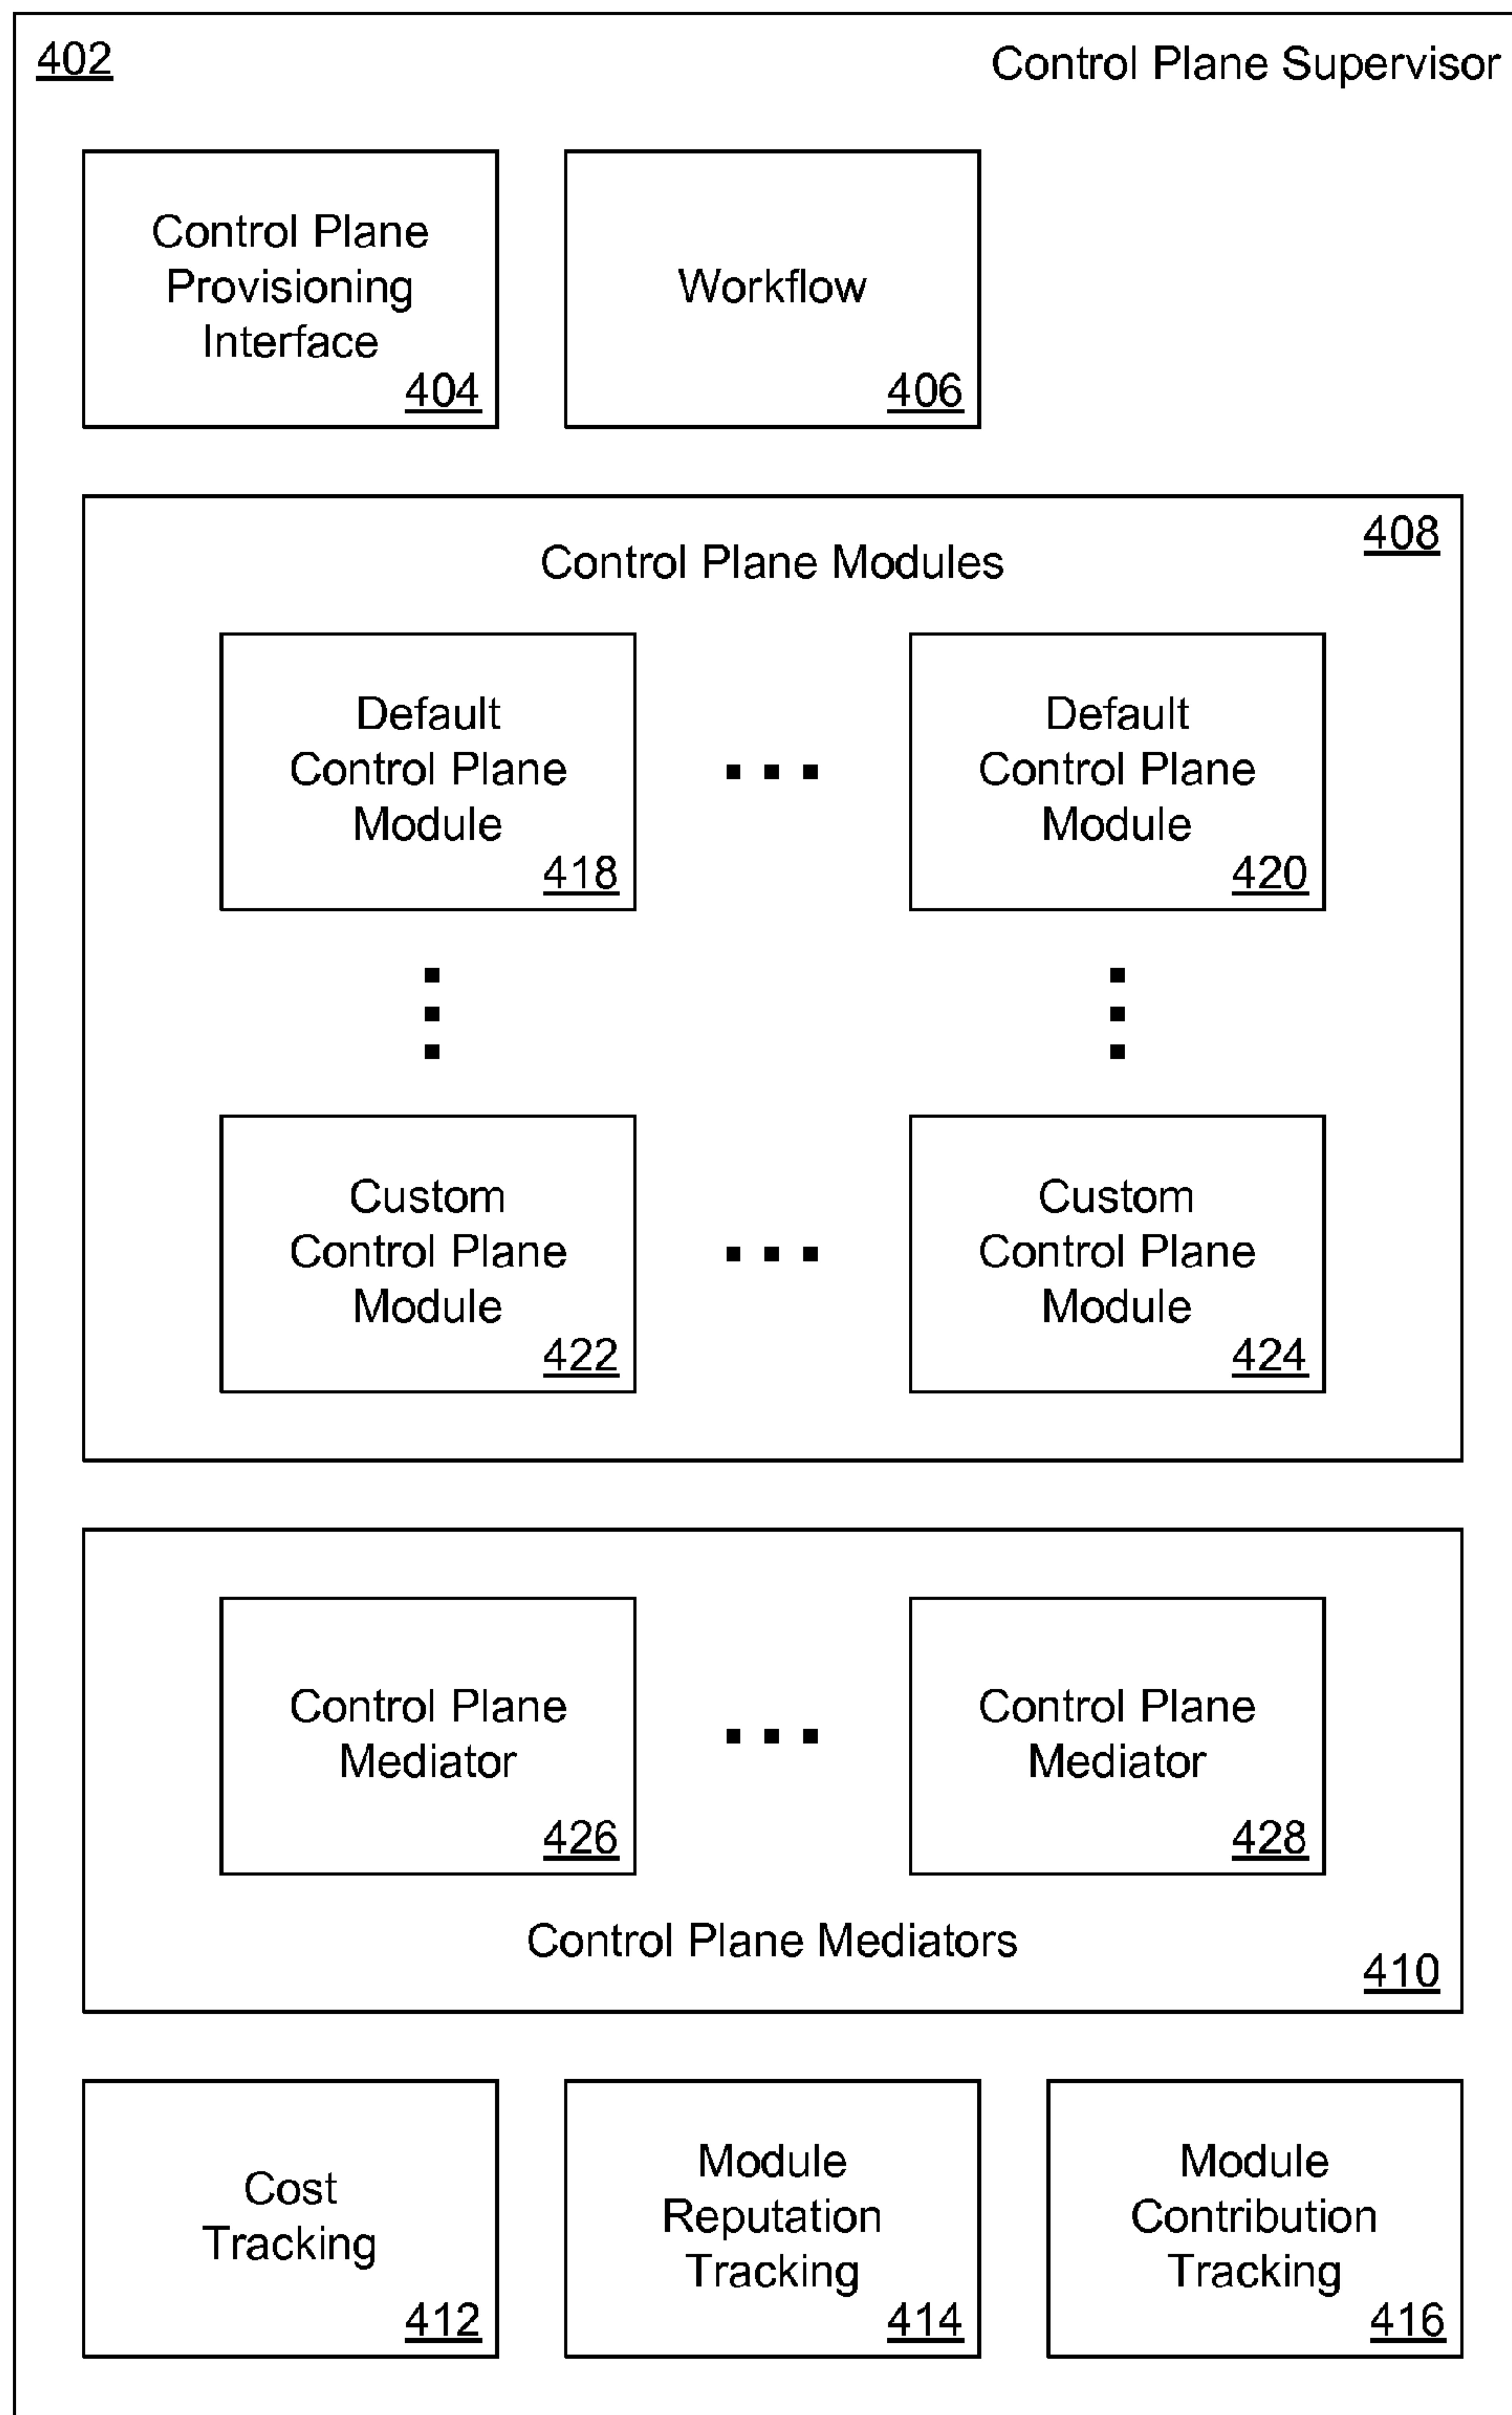 402
Control Plane Supervisor
Control Plane
Provisioning
Interface
404
Workflow
406
408
Control Plane Modules
Default
Control Plane
Module
418
Default
Control Plane
Module
420
Custom
Control Plane
Module
422
Custom
Control Plane
Module
424
Control Plane
Mediator
426
Control Plane
Mediator
428
Control Plane Mediators
410
Cost
Tracking
412
Module
Reputation
Tracking
414
Module
Contribution
Tracking
416